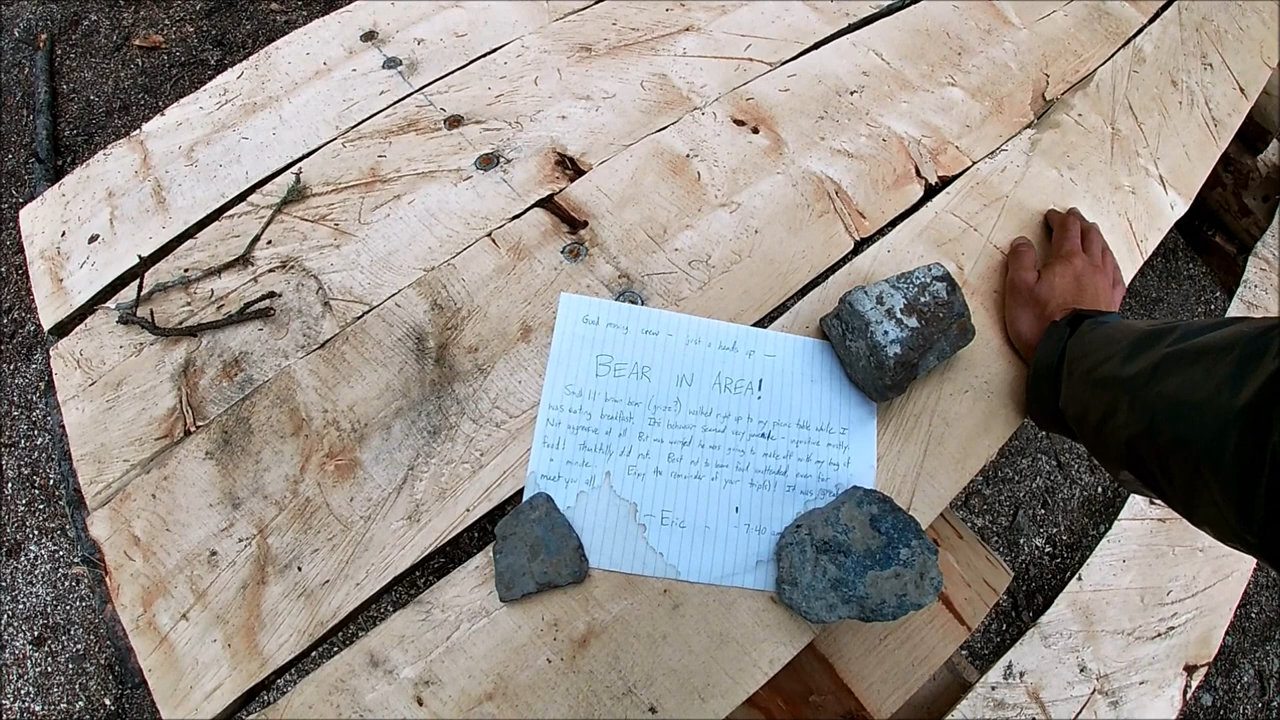 Good morning crew - just a heads up -
BEAR IN AREA!
Small brown bear (griz?) walked right up to my picnic table while I
was eating breakfast. Its behavior seemed very - inquisitive mostly.
Not aggressive at all. But was worried he was going to make off with my bag of
food! Thankfully did not. Best not to leave food unattended, even for
a minute. Enjoy the remainder of your trip(s)! It was great
meet you all
- Eric - 7:40 am